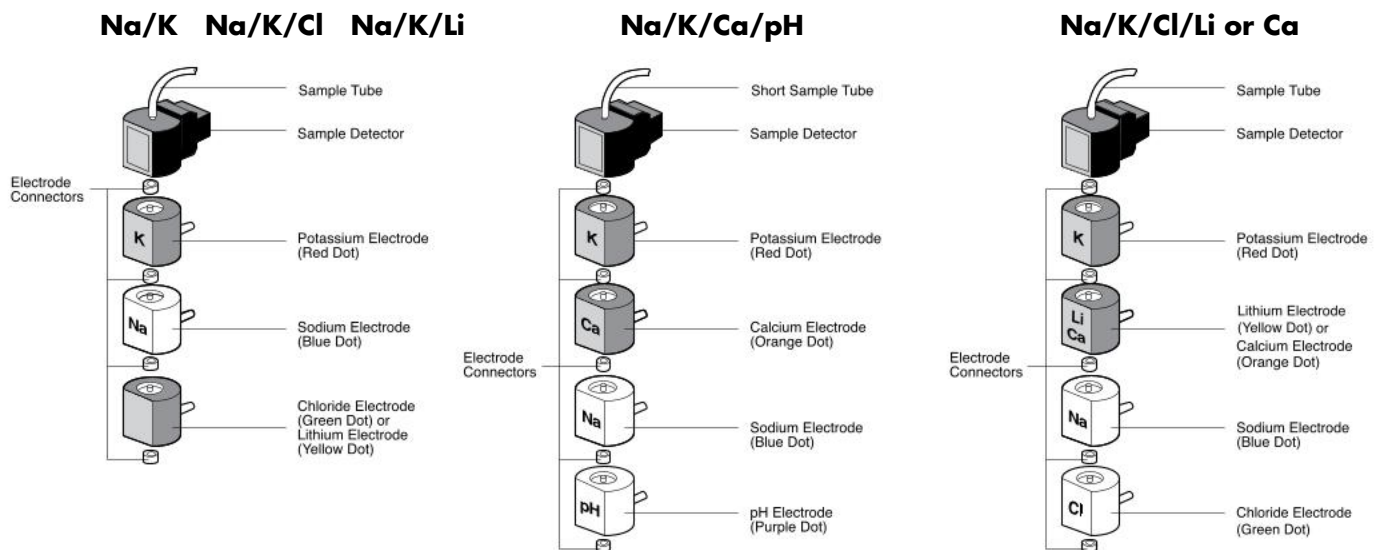 Na/K Na/K/Cl Na/K/Li
Sample Tube
Sample Detector
Electrode
Connectors
K
Potassium Electrode
(Red Dot)
Na
Sodium Electrode
(Blue Dot)
Chloride Electrode
(Green Dot) or
Lithium Electrode
(Yellow Dot)
Na/K/Ca/pH
Short Sample Tube
Sample Detector
K
Potassium Electrode
(Red Dot)
Ca
Calcium Electrode
(Orange Dot)
Electrode
Connectors
Na
Sodium Electrode
(Blue Dot)
pH
pH Electrode
(Purple Dot)
Na/K/Cl/Li or Ca
Sample Tube
Sample Detector
K
Potassium Electrode
(Red Dot)
Li
Ca
Lithium Electrode
(Yellow Dot) or
Calcium Electrode
(Orange Dot)
Electrode
Connectors
Na
Sodium Electrode
(Blue Dot)
Cl
Chloride Electrode
(Green Dot)